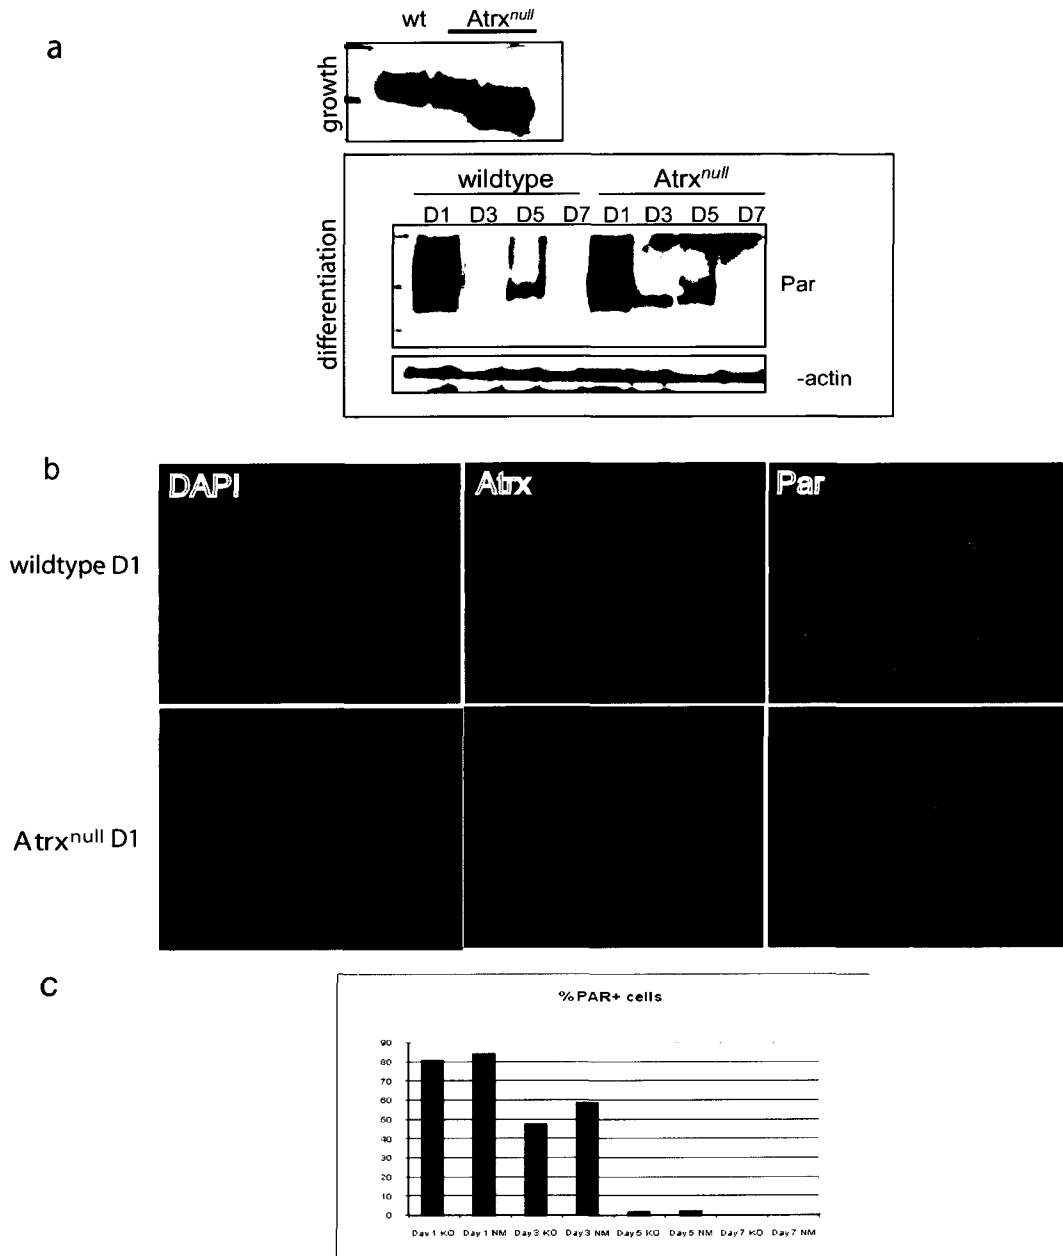 a
wt Atrxnull
growth
differentiation
wildtype Atrxnull
D1 D3 D5 D7 D1 D3 D5 D7
Par
-actin
b
DAPI Atrx Par
wildtype D1
Atrxnull D1
c
%PAR+ cells
90
80
70
60
50
40
30
20
10
0
Day 1 KO Day 1 NM Day 3 KO Day 3 NM Day 5 KO Day 5 NM Day 7 KO Day 7 NM